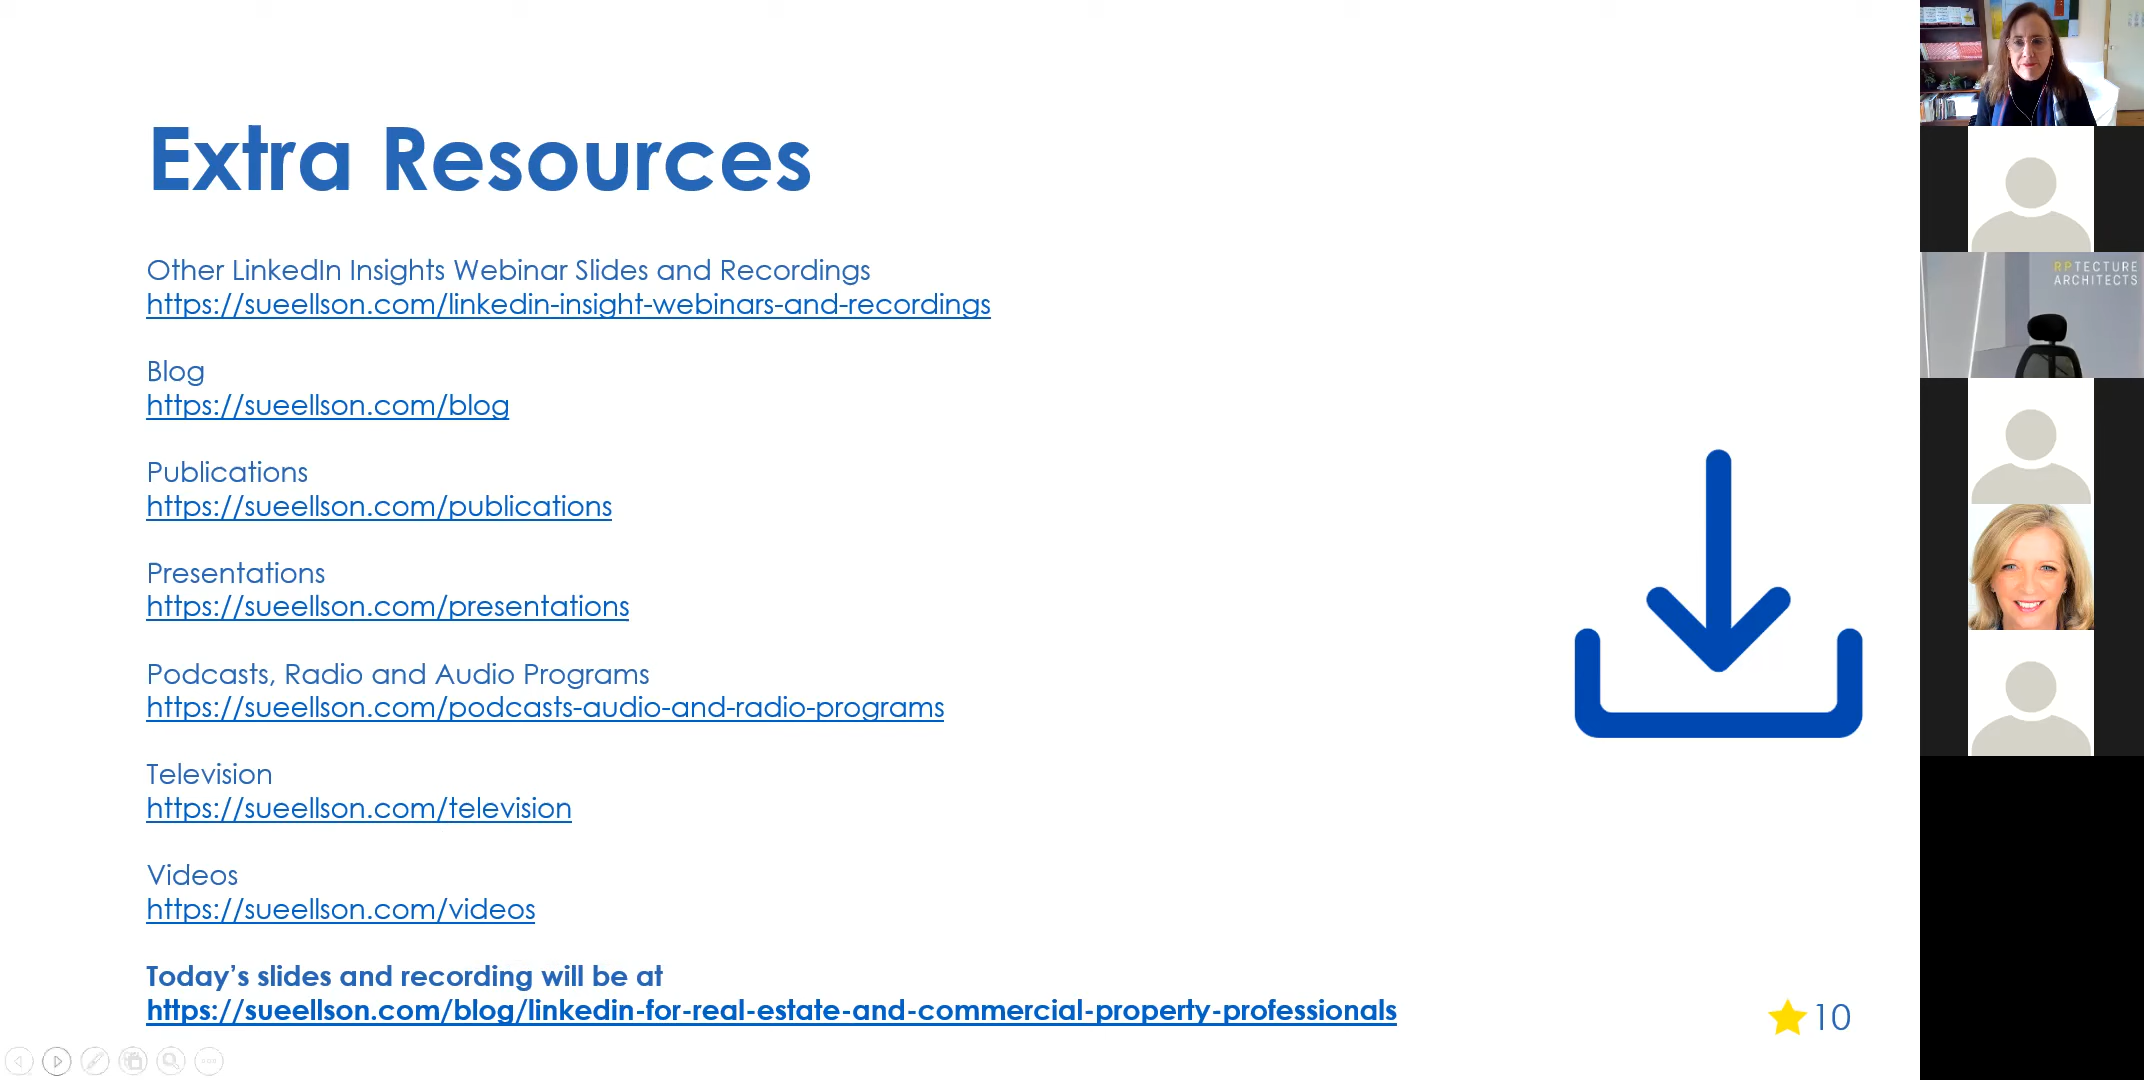 Extra Resources
Other LinkedIn Insights Webinar Slides and Recordings
https://sueellson.com/linkedin-insight-webinars-and-recordings
Blog
https://sueellson.com/blog
Publications
https://sueellson.com/publications
Presentations
https://sueellson.com/presentations
Podcasts, Radio and Audio Programs
https://sueellson.com/podcasts-audio-and-radio-programs
Television
https://sueellson.com/television
Videos
https://sueellson.com/videos
Today’s slides and recording will be at
https://sueellson.com/blog/linkedin-for-real-estate-and-commercial-property-professionals
10
RPTECTURE
ARCHITECTS